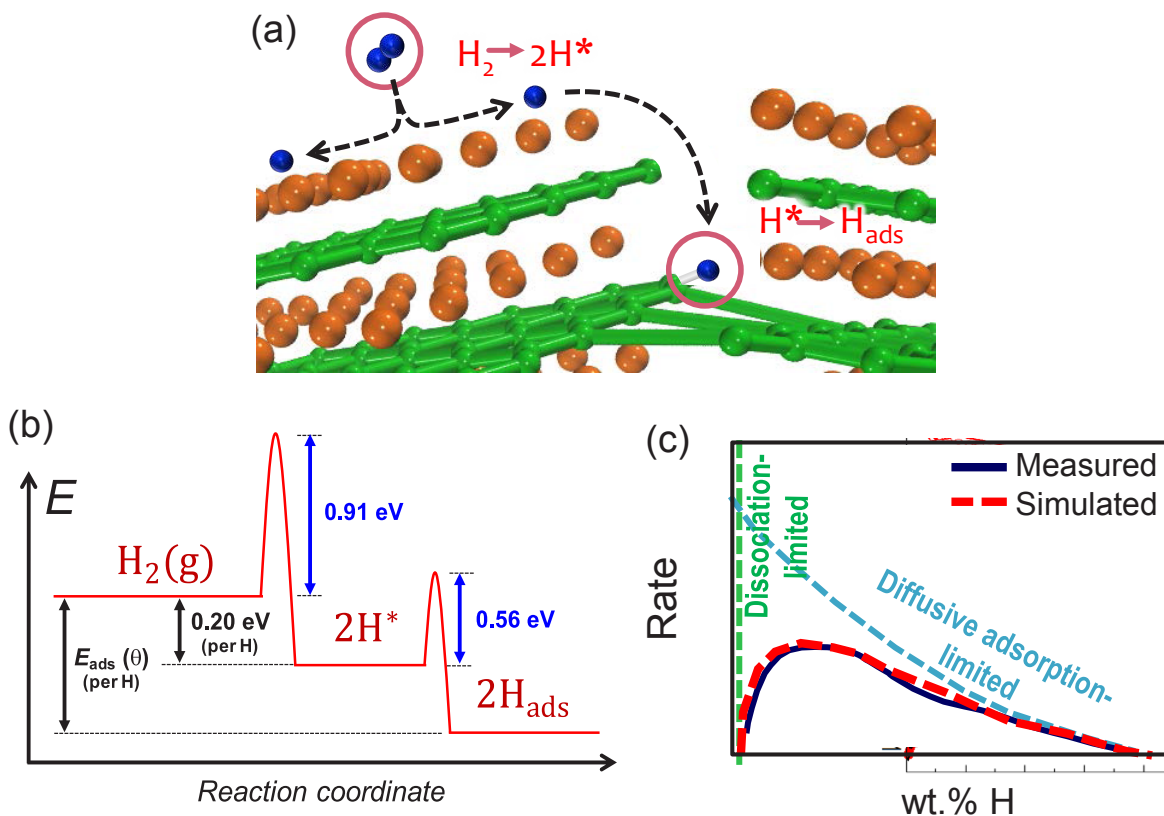 (a)
H₂ → 2H*
H* → Hads
(b)
E
0.91 eV
H₂(g)
0.20 eV
(per H)
2H*
0.56 eV
Eads (θ)
(per H)
2Hads
Reaction coordinate
(c)
Measured
Simulated
Dissociation-
limited
Diffusive adsorption-
limited
Rate
wt.% H